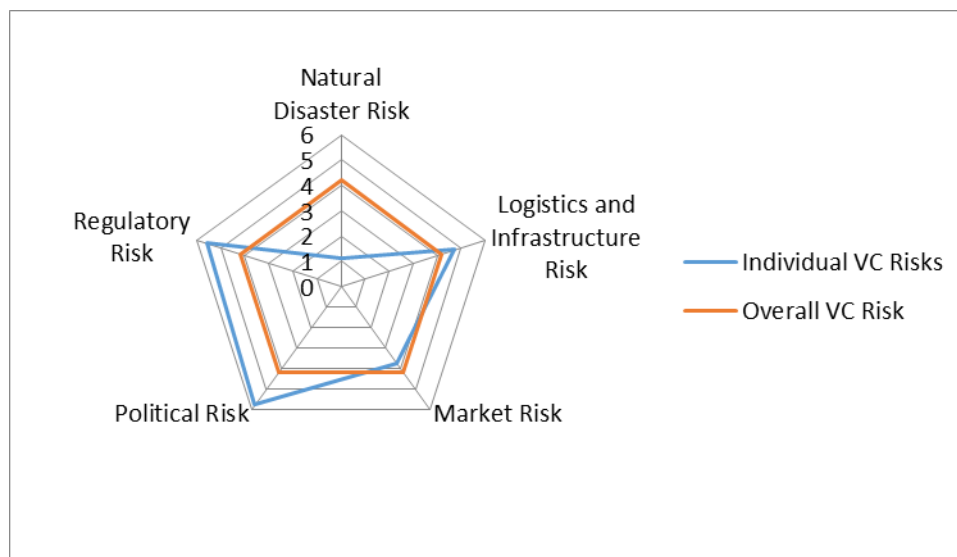 Natural
Disaster Risk
6
5
4
3
2
1
0
Logistics and
Infrastructure
Risk
Regulatory
Risk
Political Risk
Market Risk
Individual VC Risks
Overall VC Risk